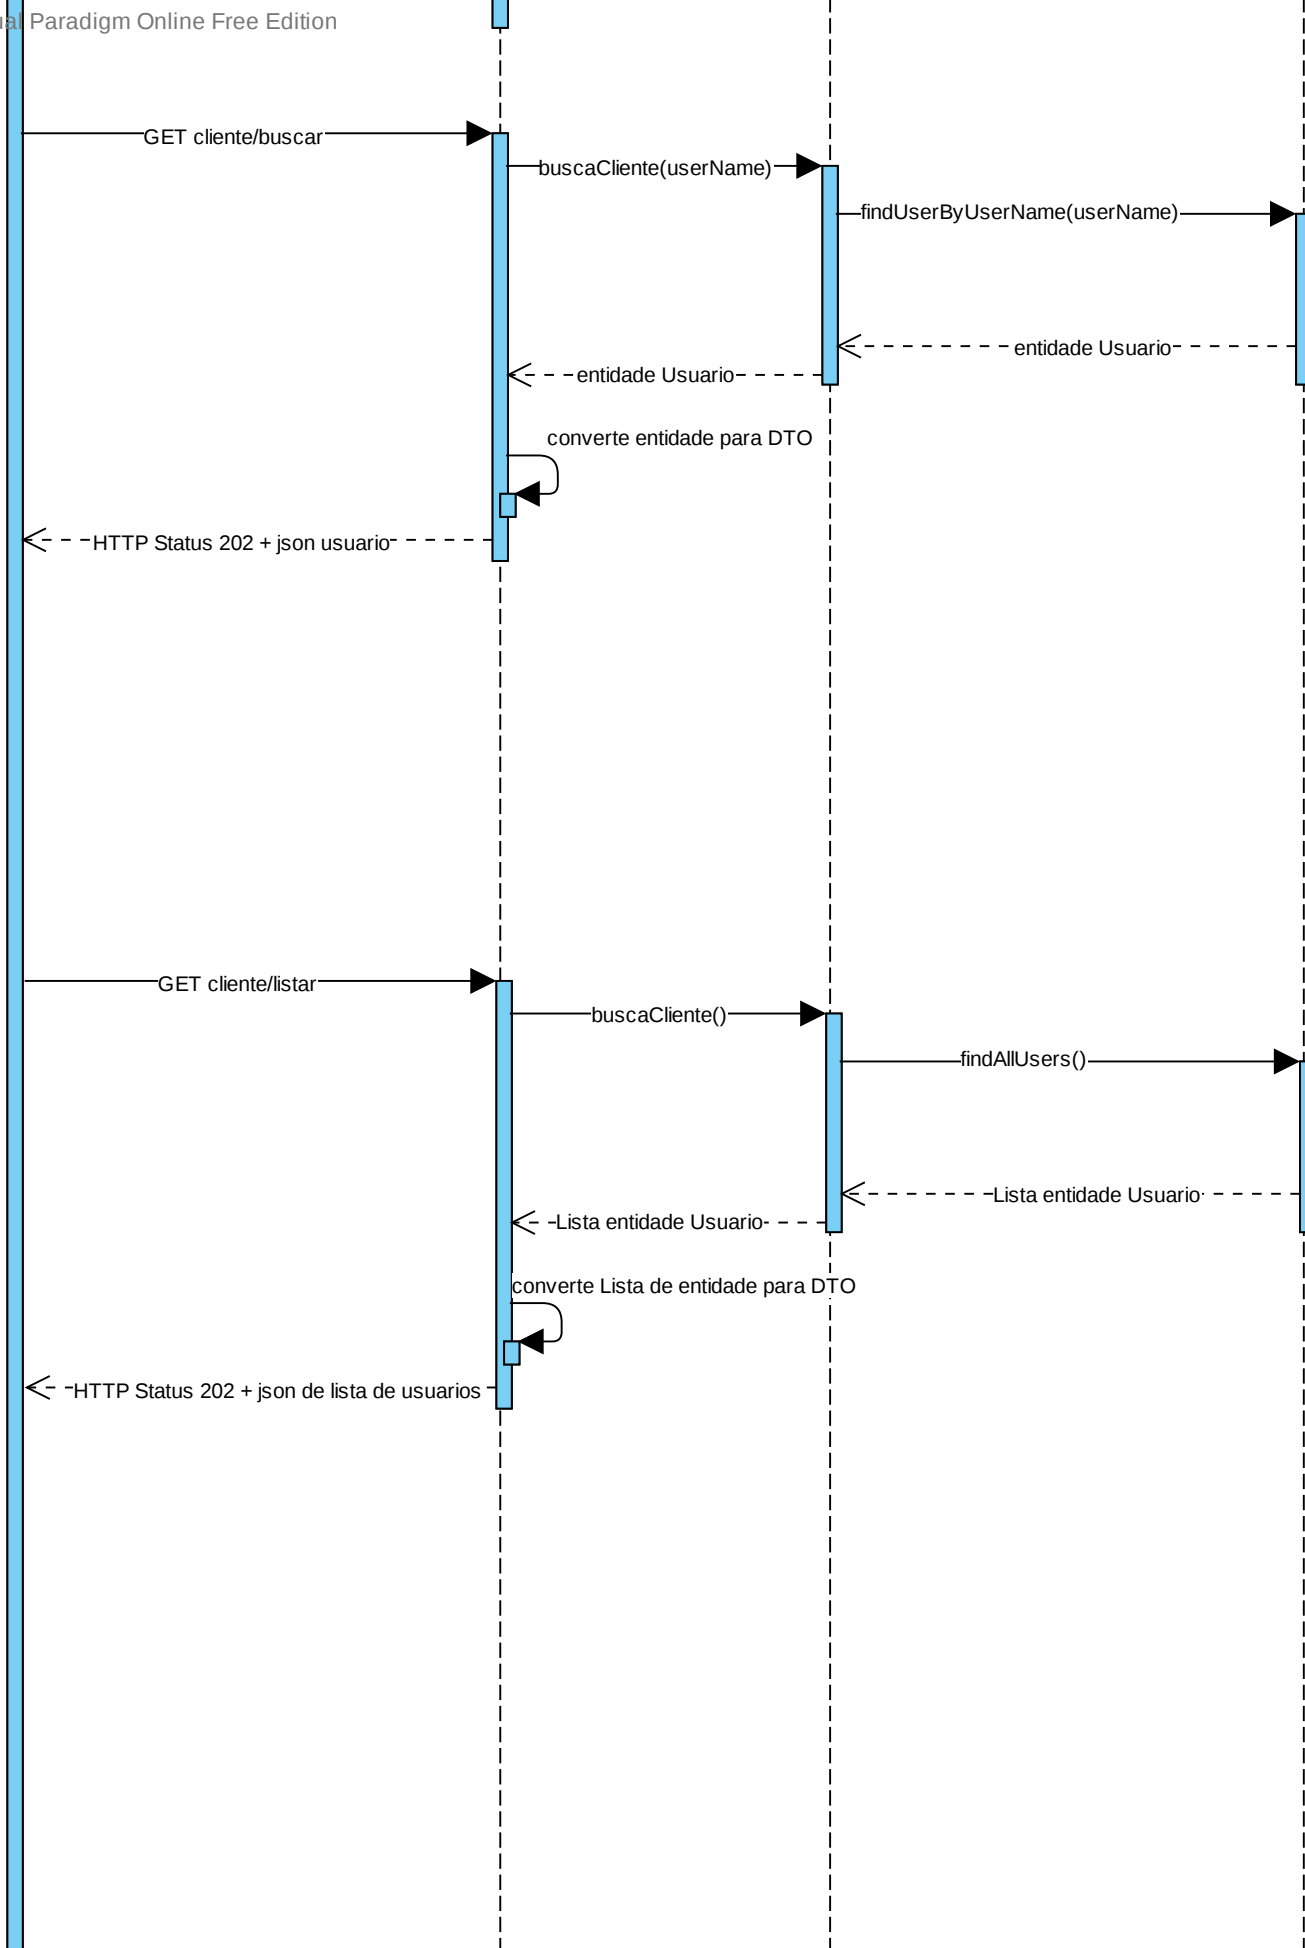 Paradigm Online Free Edition
GET cliente/buscar
buscaCliente(userName)
findUserByUserName(userName)
entidade Usuario
entidade Usuario
converte entidade para DTO
HTTP Status 202 + json usuario
GET cliente/listar
buscaCliente()
findAllUsers()
Lista entidade Usuario
Lista entidade Usuario
converte Lista de entidade para DTO
HTTP Status 202 + json de lista de usuarios